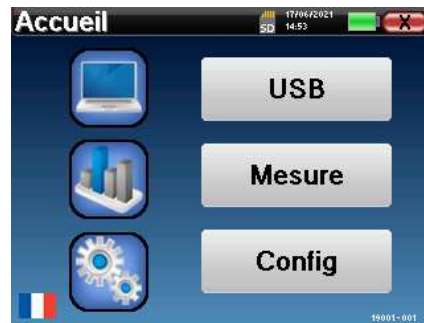 Accueil
SD
17/06/2021
14:53
X
USB
Mesure
Config
19001-001